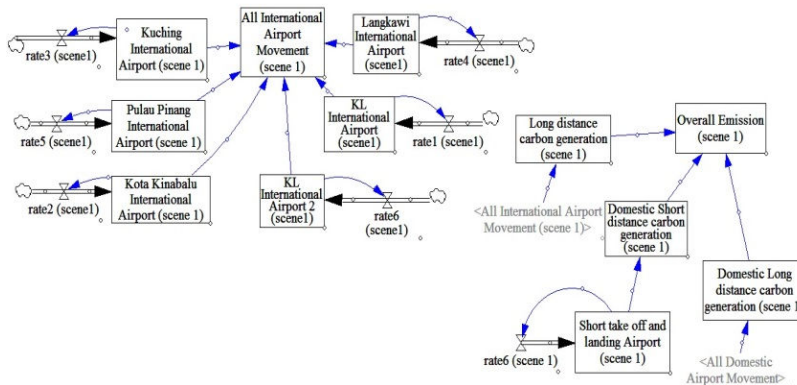 Kuching
International
Airport (scene 1)
rate3 (scene1)
All International
Airport
Movement
(scene 1)
Langkawi
International
Airport
(scene1)
rate4 (scene1)
Pulau Pinang
International
Airport (scene 1)
rate5 (scene1)
KL
International
Airport
(scene1)
rate1 (scene1)
Kota Kinabalu
International
Airport (scene 1)
rate2 (scene1)
KL
International
Airport 2
(scene1)
rate6
(scene1)
Long distance
carbon generation
(scene 1)
Overall Emission
(scene 1)
<All International Airport
Movement (scene 1)>
Domestic Short
distance carbon
generation
(scene 1)
Domestic Long
distance carbon
generation (scene 1
Short take off and
landing Airport
(scene 1)
rate6 (scene 1)
<All Domestic
Airport Movement>